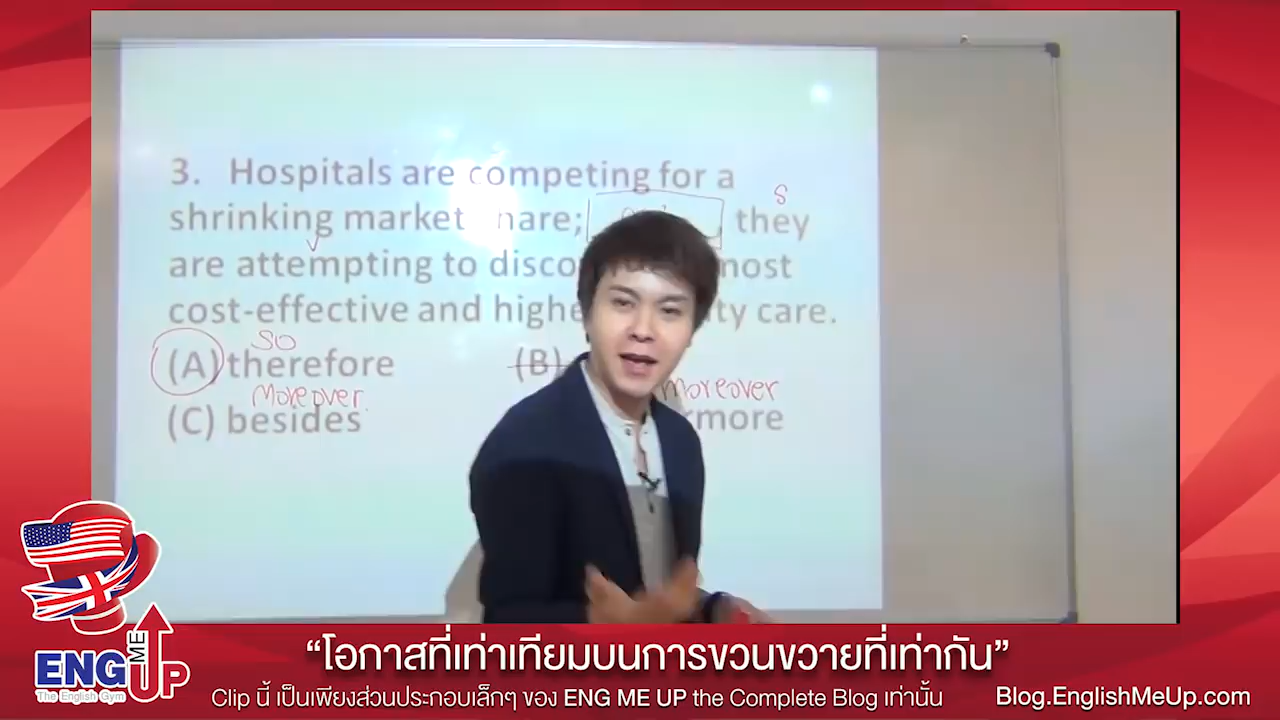 3. Hospitals are competing for a
shrinking market share; they
S
are attempting to most
cost-effective and care.
so
(A) therefore (B)
Moreover moreover
(C) besides
ENG ME UP
The English Gym
“โอกาสที่เท่าเทียมบนการขวนขวายที่เท่ากัน”
Clip นี้ เป็นเพียงส่วนประกอบเล็กๆ ของ ENG ME UP the Complete Blog เท่านั้น
Blog.EnglishMeUp.com